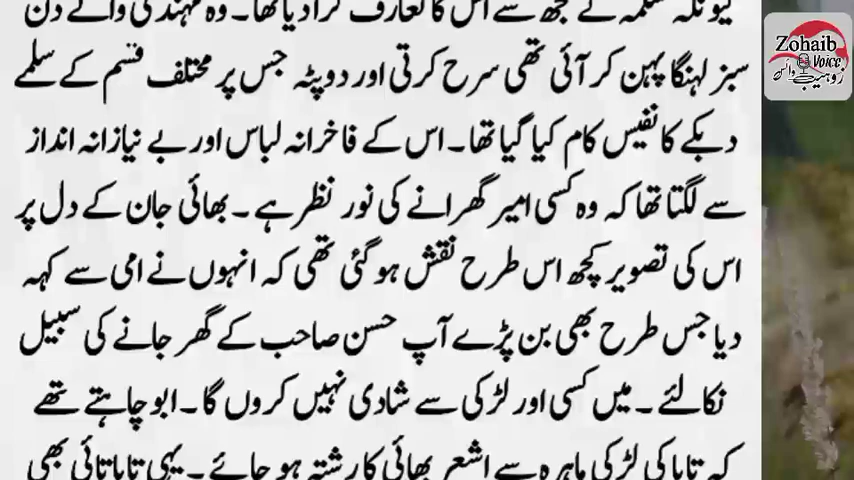 کیونکہ سلمہ نے مجھ سے اس کا تعارف کرا دیا تھا۔ وہ مہندی والے دن
سبز لہنگا پہن کر آئی تھی سرح کرتی اور دوپٹہ جس پر مختلف قسم کے سلمے
دبکے کا نفیس کام کیا گیا تھا۔ اس کے فاخرانہ لباس اور بے نیازانہ انداز
سے لگتا تھا کہ وہ کسی امیر گھرانے کی نور نظر ہے۔ بھائی جان کے دل پر
اس کی تصویر کچھ اس طرح نقش ہو گئی تھی کہ انہوں نے امی سے کہہ
دیا جس طرح بھی بن پڑے آپ حسن صاحب کے گھر جانے کی سبیل
نکالئے۔ میں کسی اور لڑکی سے شادی نہیں کروں گا۔ ابو چاہتے تھے
کہ تایا کی لڑکی ماہرہ سے اشعر بھائی کا رشتہ ہو جائے۔ یہی تایا تائی بھی
Zohaib
Voice
زوہیب وائس